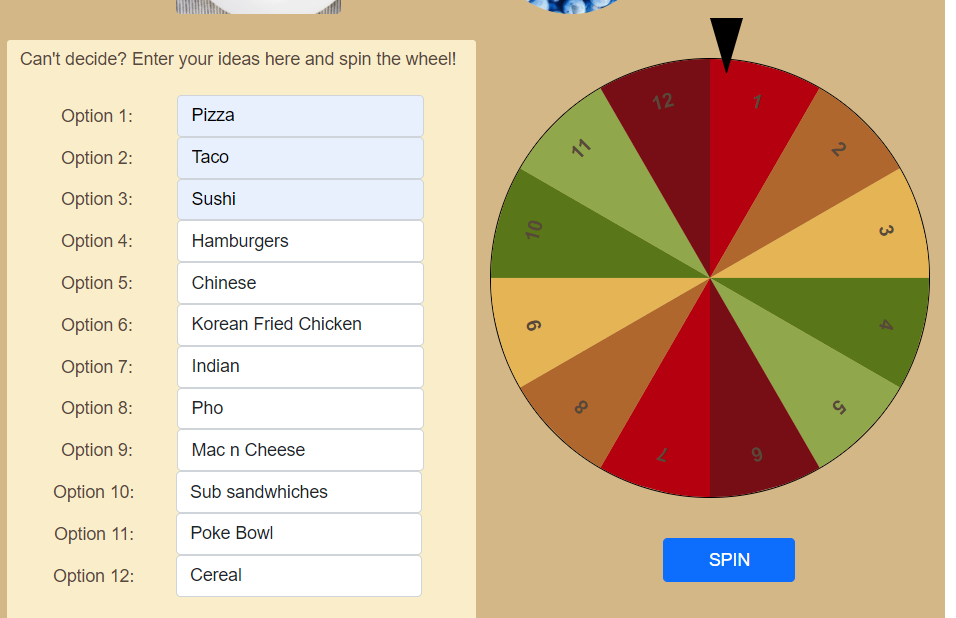 Can't decide? Enter your ideas here and spin the wheel!
Option 1: Pizza
Option 2: Taco
Option 3: Sushi
Option 4: Hamburgers
Option 5: Chinese
Option 6: Korean Fried Chicken
Option 7: Indian
Option 8: Pho
Option 9: Mac n Cheese
Option 10: Sub sandwhiches
Option 11: Poke Bowl
Option 12: Cereal
1
2
3
4
5
6
7
8
9
10
11
12
SPIN